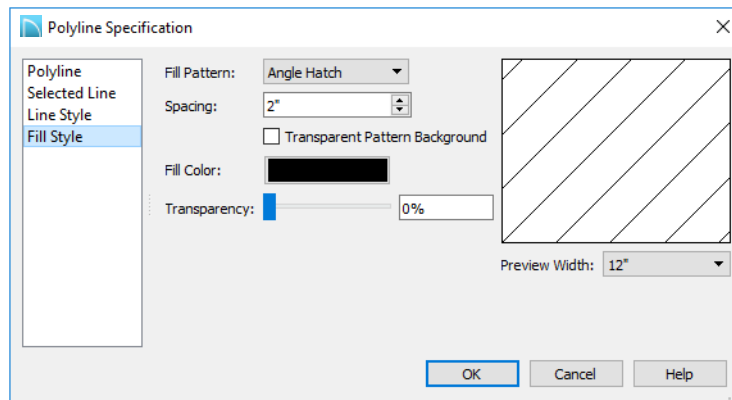 Polyline Specification
Polyline
Selected Line
Line Style
Fill Style
Fill Pattern: Angle Hatch
Spacing: 2"
Transparent Pattern Background
Fill Color:
Transparency: 0%
Preview Width: 12"
OK Cancel Help